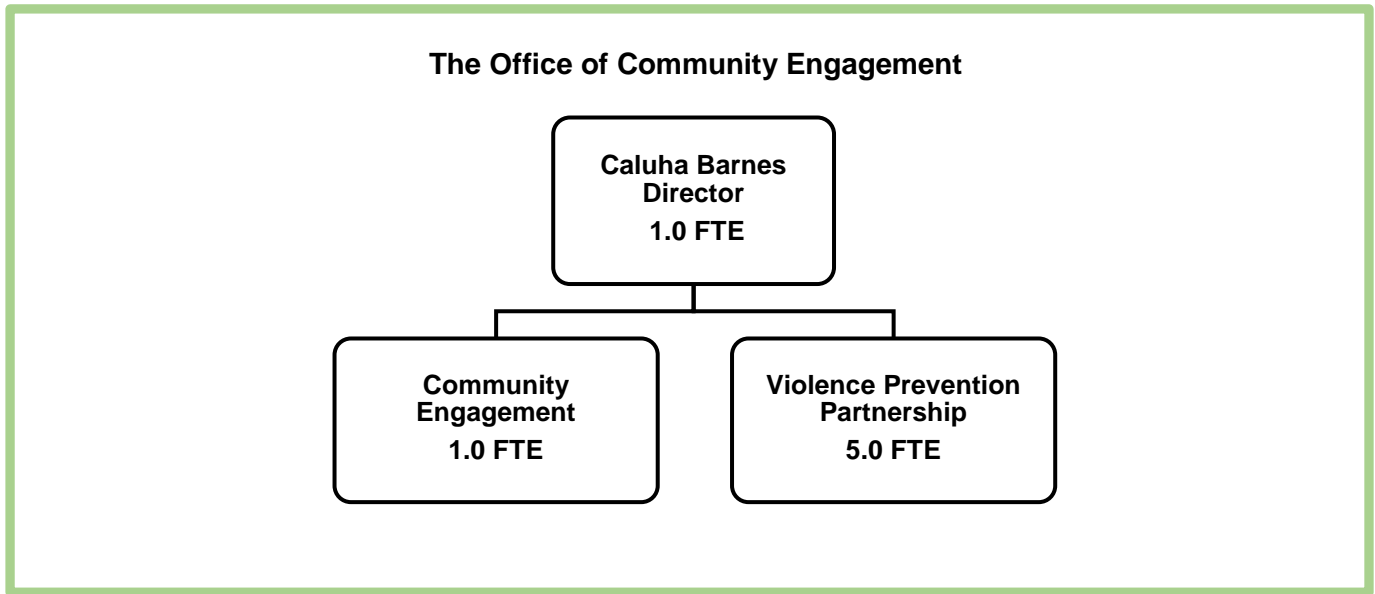 The Office of Community Engagement
Caluha Barnes
Director
1.0 FTE
Community
Engagement
1.0 FTE
Violence Prevention
Partnership
5.0 FTE